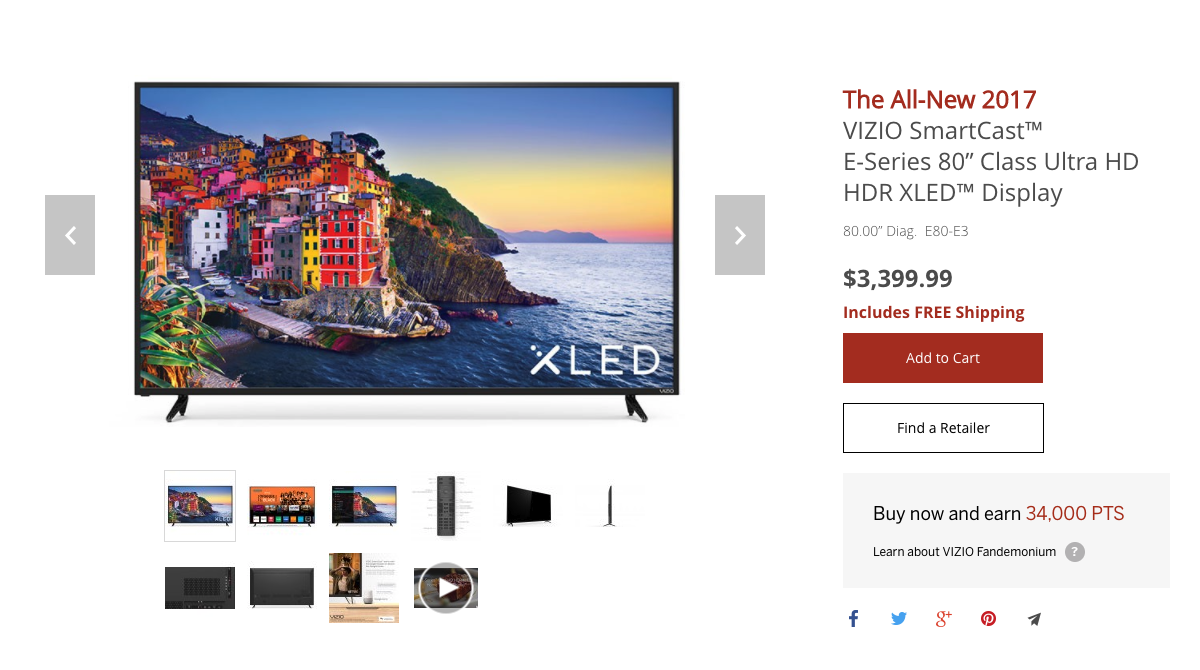 The All-New 2017
VIZIO SmartCast™
E-Series 80” Class Ultra HD
HDR XLED™ Display
80.00” Diag. E80-E3
$3,399.99
Includes FREE Shipping
Add to Cart
Find a Retailer
Buy now and earn 34,000 PTS
Learn about VIZIO Fandemonium ?
XLED
VIZIO
XLED
VIZIO